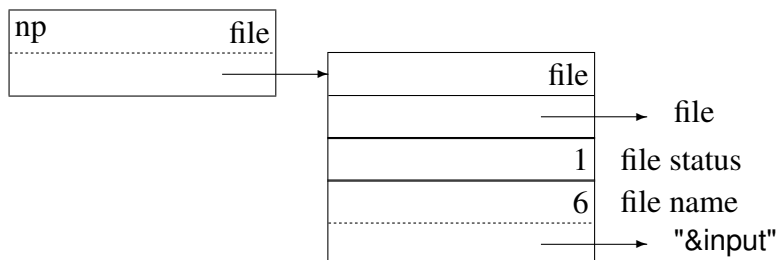 np file
file
file
1 file status
6 file name
"&input"